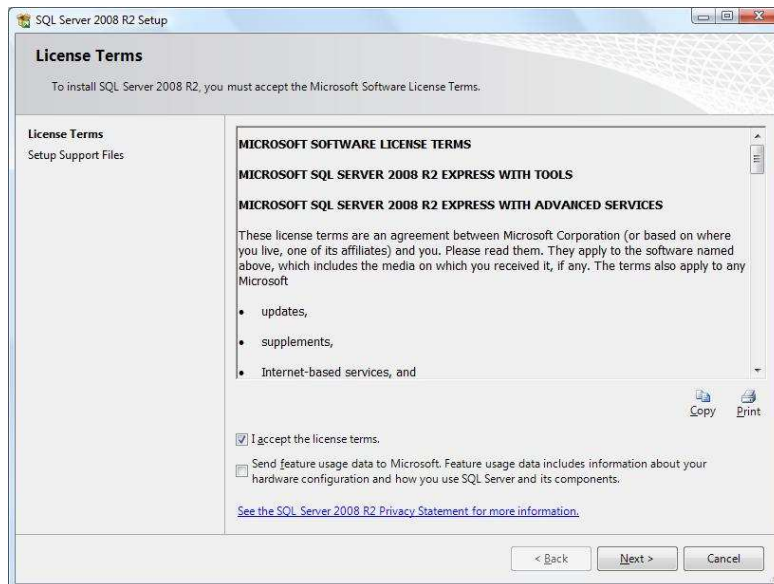 SQL Server 2008 R2 Setup
License Terms
To install SQL Server 2008 R2, you must accept the Microsoft Software License Terms.
License Terms
Setup Support Files
MICROSOFT SOFTWARE LICENSE TERMS
MICROSOFT SQL SERVER 2008 R2 EXPRESS WITH TOOLS
MICROSOFT SQL SERVER 2008 R2 EXPRESS WITH ADVANCED SERVICES
These license terms are an agreement between Microsoft Corporation (or based on where
you live, one of its affiliates) and you. Please read them. They apply to the software named
above, which includes the media on which you received it, if any. The terms also apply to any
Microsoft
• updates,
• supplements,
• Internet-based services, and
Copy Print
I accept the license terms.
Send feature usage data to Microsoft. Feature usage data includes information about your
hardware configuration and how you use SQL Server and its components.
See the SQL Server 2008 R2 Privacy Statement for more information.
< Back Next > Cancel